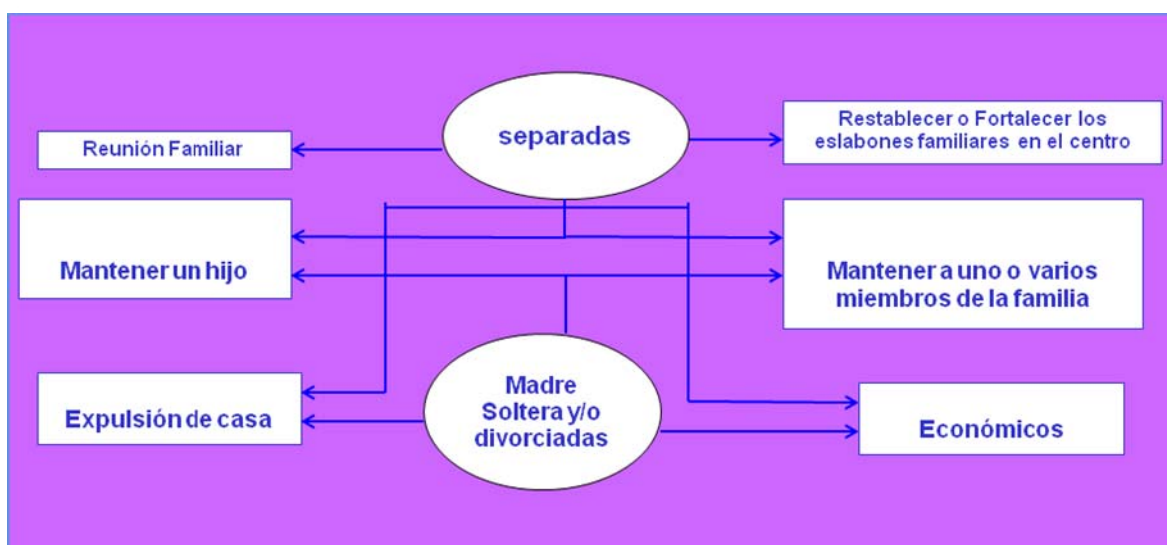 separadas
Restablecer o Fortalecer los
eslabones familiares en el centro
Reunión Familiar
Mantener un hijo
Mantener a uno o varios
miembros de la familia
Madre
Soltera y/o
divorciadas
Expulsión de casa
Económicos